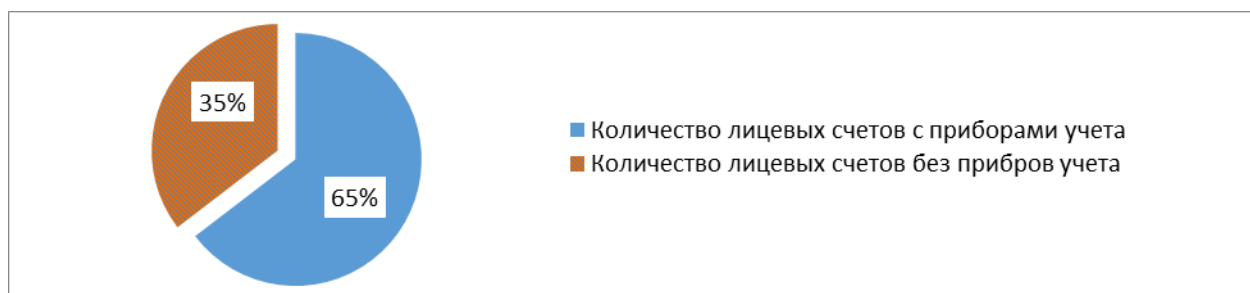 35%
65%
Количество лицевых счетов с приборами учета
Количество лицевых счетов без прибров учета